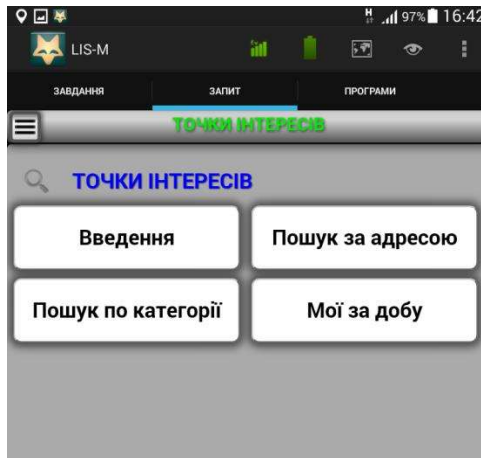 H 97% 16:42
LIS-M
ЗАВДАННЯ ЗАПИТ ПРОГРАМИ
ТОЧКИ ІНТЕРЕСІВ
ТОЧКИ ІНТЕРЕСІВ
Введення Пошук за адресою
Пошук по категорії Мої за добу